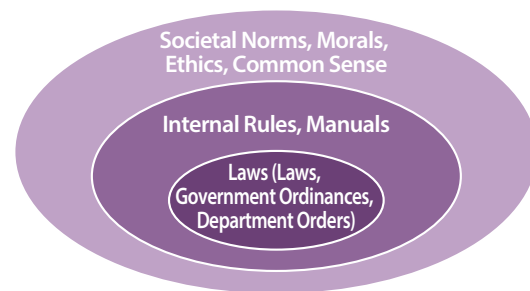 Societal Norms, Morals,
Ethics, Common Sense
Internal Rules, Manuals
Laws (Laws,
Government Ordinances,
Department Orders)